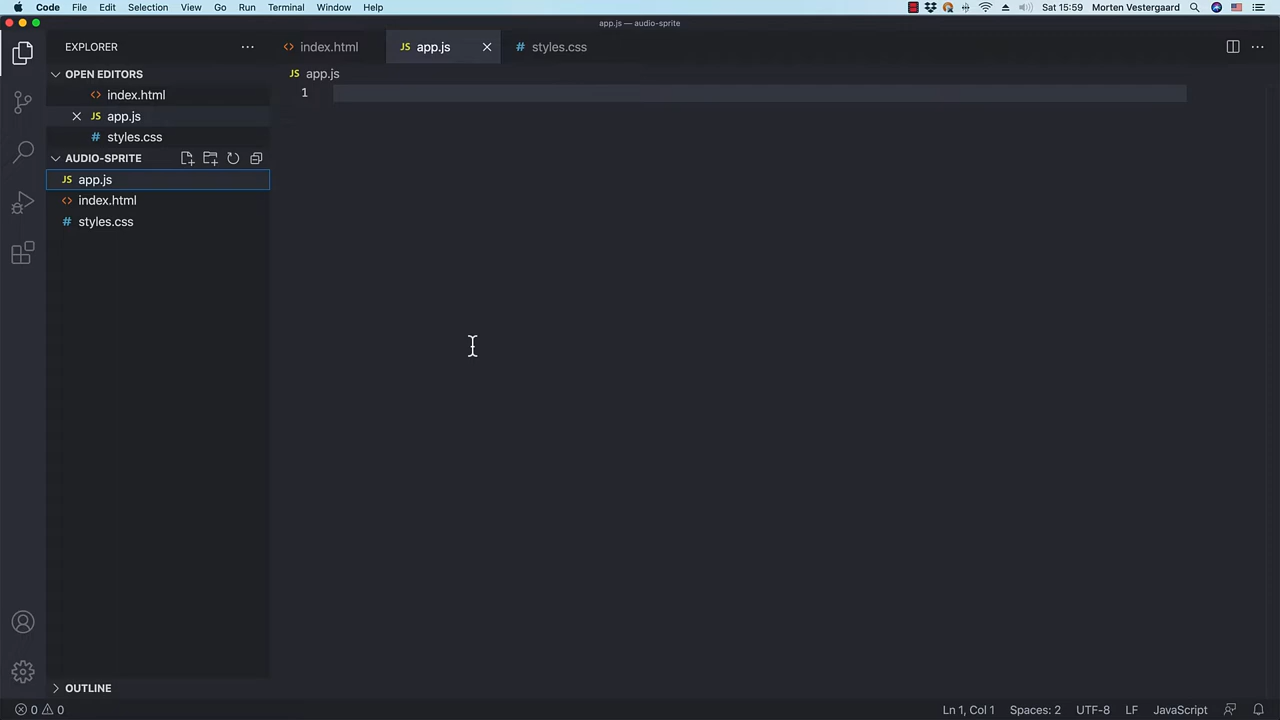 Code File Edit Selection View Go Run Terminal Window Help Sat 15:59 Morten Vestergaard
app.js — audio-sprite
EXPLORER
index.html
JS app.js
# styles.css
OPEN EDITORS
JS app.js
1
index.html
JS app.js
# styles.css
AUDIO-SPRITE
JS app.js
index.html
# styles.css
OUTLINE
0 0
Ln 1, Col 1 Spaces: 2 UTF-8 LF JavaScript